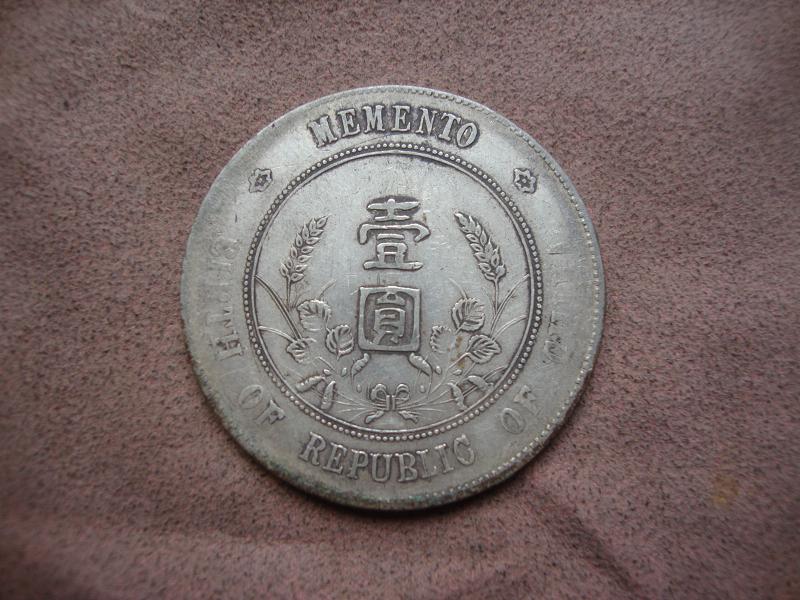 MEMENTO
壹
圓
OF REPUBLIC OF